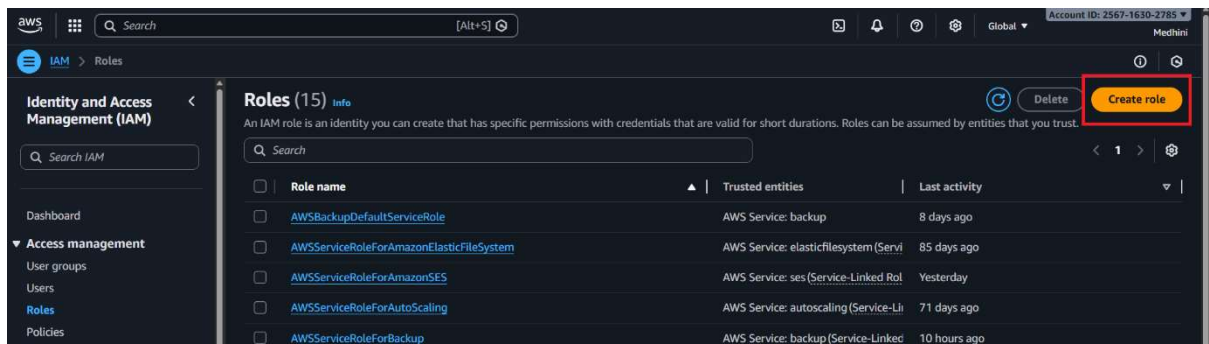 aws Search [Alt+S] Global ▼ Account ID: 2567-1630-2785 ▼
Medhini
IAM > Roles
Identity and Access Management (IAM)
Search IAM
Dashboard
Access management
User groups
Users
Roles
Policies
Roles (15) Info
Delete
Create role
An IAM role is an identity you can create that has specific permissions with credentials that are valid for short durations. Roles can be assumed by entities that you trust.
Search
< 1 >
Role name Trusted entities Last activity
AWSBackupDefaultServiceRole AWS Service: backup 8 days ago
AWSServiceRoleForAmazonElasticFileSystem AWS Service: elasticfilesystem (Servi 85 days ago
AWSServiceRoleForAmazonSES AWS Service: ses (Service-Linked Rol Yesterday
AWSServiceRoleForAutoScaling AWS Service: autoscaling (Service-Li 71 days ago
AWSServiceRoleForBackup AWS Service: backup (Service-Linked 10 hours ago